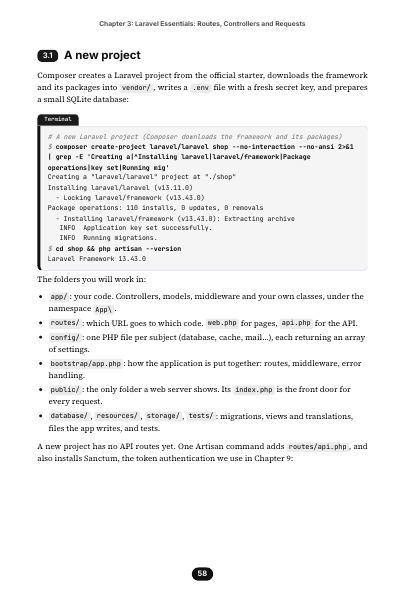 Chapter 3: Laravel Essentials: Routes, Controllers and Requests
3.1 A new project
Composer creates a Laravel project from the official starter, downloads the framework
and its packages into vendor/, writes a .env file with a fresh secret key, and prepares
a small SQLite database:
Terminal
# A new Laravel project (Composer downloads the framework and its packages)
$ composer create-project laravel/laravel shop --no-interaction --no-ansi 2>&1
| grep -E 'Creating a|^Installing laravel|laravel/framework|Package
operations|key set|Running mig'
Creating a "laravel/laravel" project at "./shop"
Installing laravel/laravel (v13.11.0)
- Locking laravel/framework (v13.43.0)
Package operations: 110 installs, 0 updates, 0 removals
- Installing laravel/framework (v13.43.0): Extracting archive
INFO Application key set successfully.
INFO Running migrations.
$ cd shop && php artisan --version
Laravel Framework 13.43.0
The folders you will work in:
• app/: your code. Controllers, models, middleware and your own classes, under the
namespace App\.
• routes/: which URL goes to which code. web.php for pages, api.php for the API.
• config/: one PHP file per subject (database, cache, mail…), each returning an array
of settings.
• bootstrap/app.php: how the application is put together: routes, middleware, error
handling.
• public/: the only folder a web server shows. Its index.php is the front door for
every request.
• database/, resources/, storage/, tests/: migrations, views and translations,
files the app writes, and tests.
A new project has no API routes yet. One Artisan command adds routes/api.php, and
also installs Sanctum, the token authentication we use in Chapter 9:
58